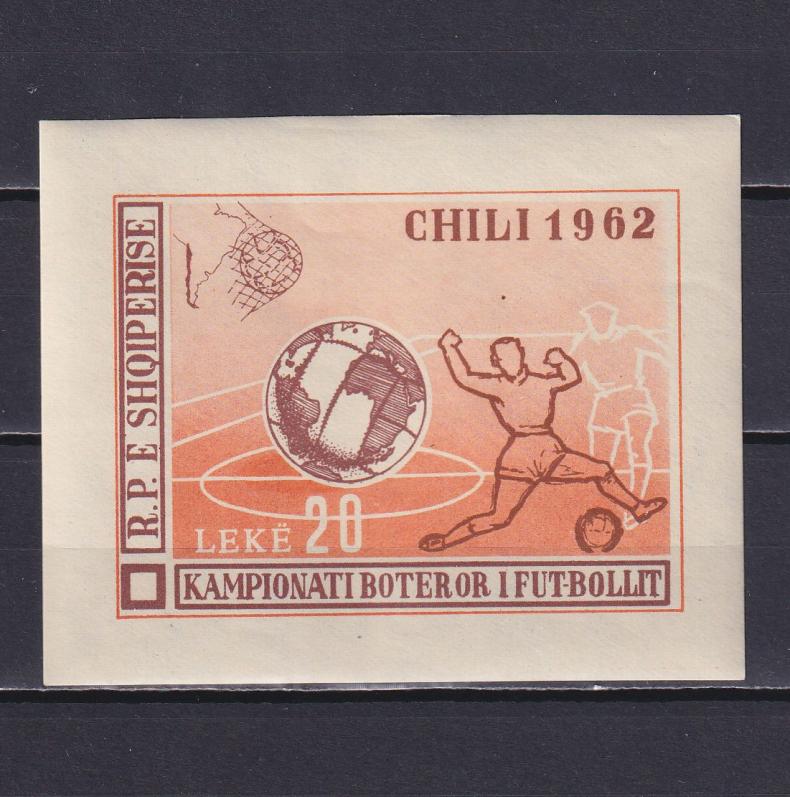 CHILI 1962
R.P. E SHQIPERISE
LEKË 20
KAMPIONATI BOTEROR I FUT-BOLLIT